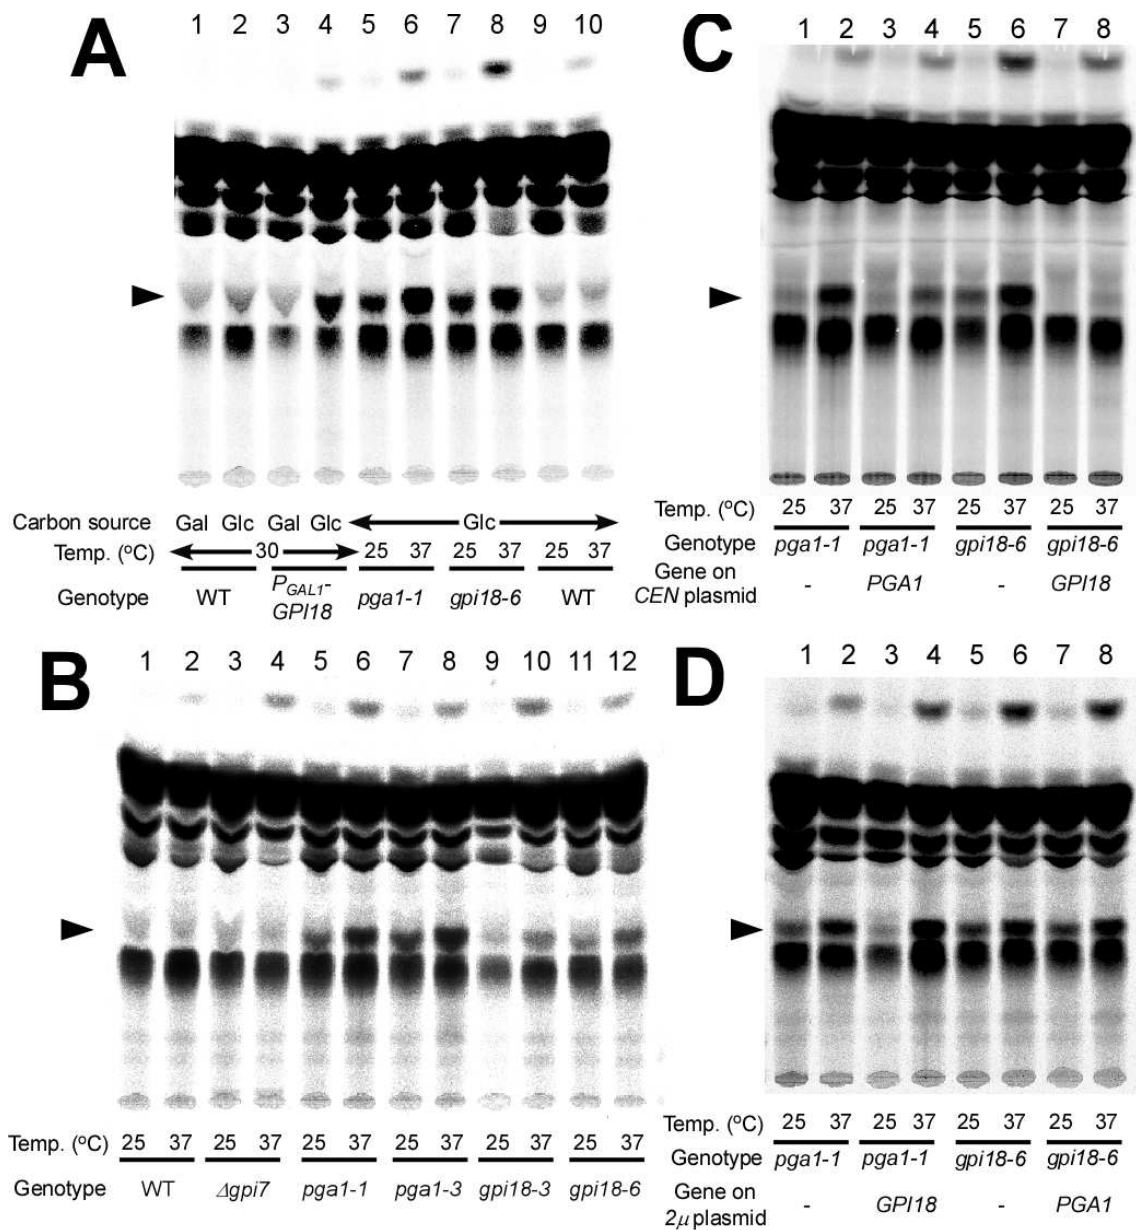 A
1 2 3 4 5 6 7 8 9 10
Carbon source Gal Glc Gal Glc Glc
Temp. (°C) 30 25 37 25 37 25 37
Genotype WT P_GAL1-GPI18 pga1-1 gpi18-6 WT
B
1 2 3 4 5 6 7 8 9 10 11 12
Temp. (°C) 25 37 25 37 25 37 25 37 25 37 25 37
Genotype WT Δgpi7 pga1-1 pga1-3 gpi18-3 gpi18-6
C
1 2 3 4 5 6 7 8
Temp. (°C) 25 37 25 37 25 37 25 37
Genotype pga1-1 pga1-1 gpi18-6 gpi18-6
Gene on
CEN plasmid - PGA1 - GPI18
D
1 2 3 4 5 6 7 8
Temp. (°C) 25 37 25 37 25 37 25 37
Genotype pga1-1 pga1-1 gpi18-6 gpi18-6
Gene on
2μ plasmid - GPI18 - PGA1